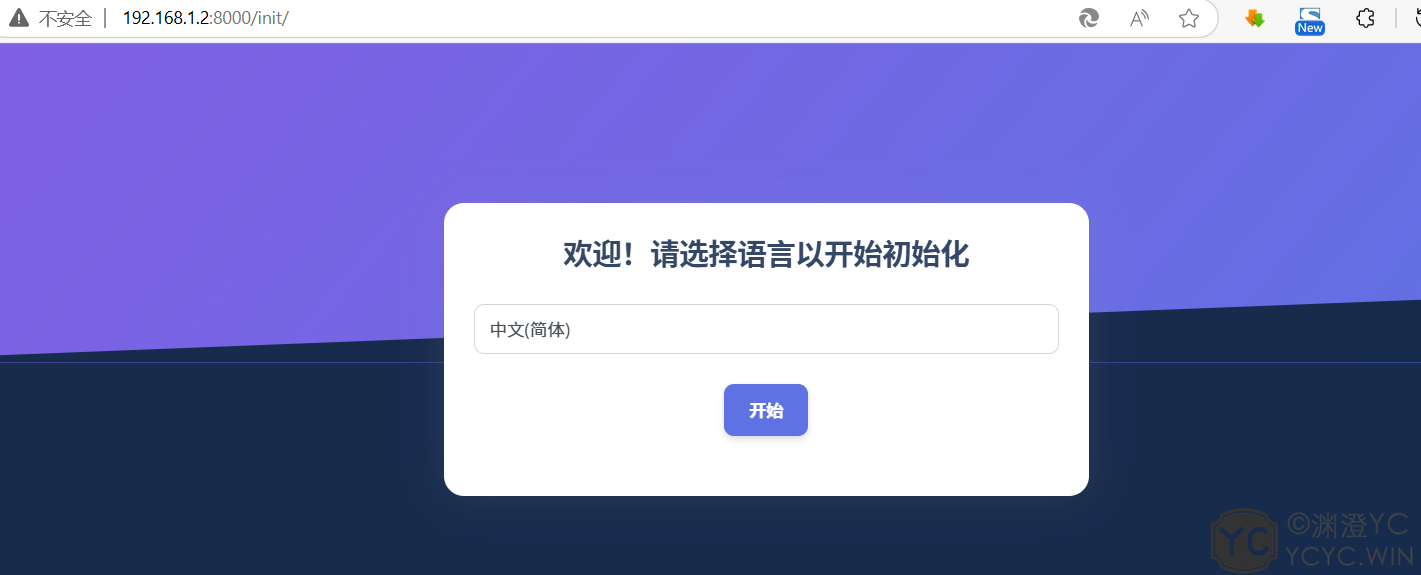 不安全 192.168.1.2:8000/init/
New
欢迎！请选择语言以开始初始化
中文(简体)
开始
©渊澄YC
YC
YCYC.WIN